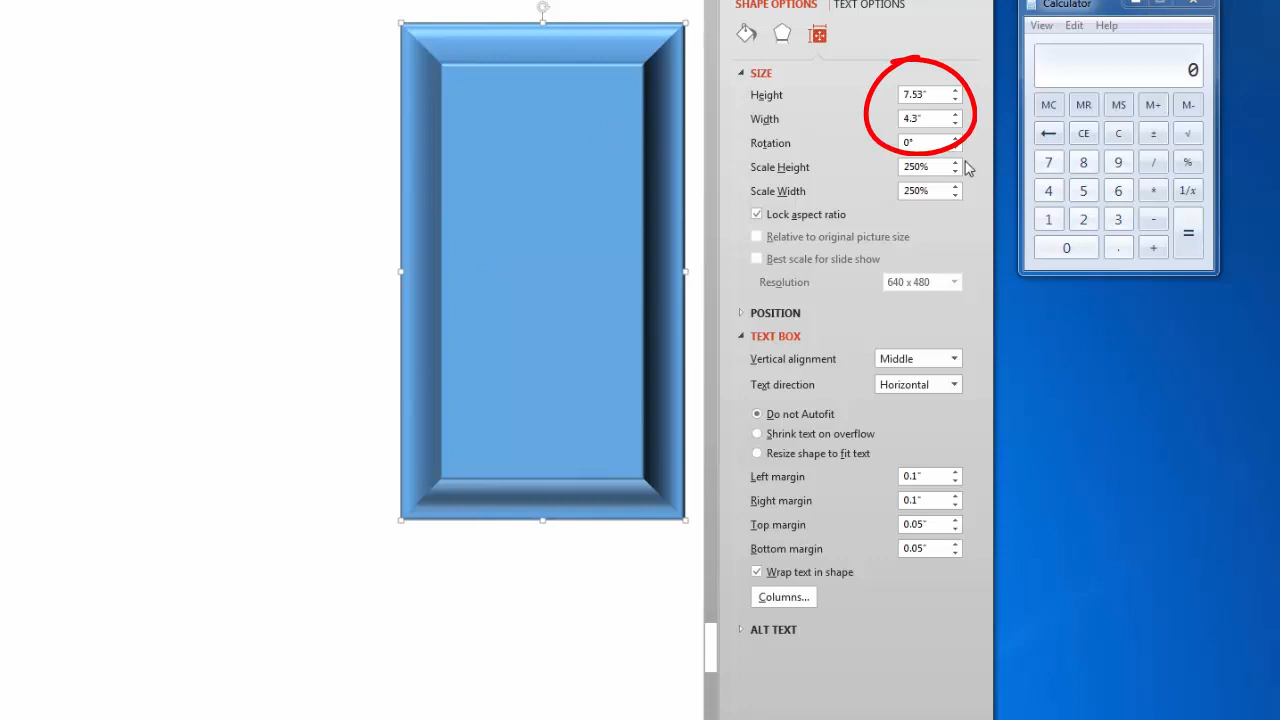 SHAPE OPTIONS TEXT OPTIONS
SIZE
Height 7.53"
Width 4.3"
Rotation 0°
Scale Height 250%
Scale Width 250%
Lock aspect ratio
Relative to original picture size
Best scale for slide show
Resolution 640 x 480
POSITION
TEXT BOX
Vertical alignment Middle
Text direction Horizontal
Do not Autofit
Shrink text on overflow
Resize shape to fit text
Left margin 0.1"
Right margin 0.1"
Top margin 0.05"
Bottom margin 0.05"
Wrap text in shape
Columns...
ALT TEXT
Calculator
View Edit Help
0
MC MR MS M+ M-
← CE C ± √
7 8 9 / %
4 5 6 * 1/x
1 2 3 - =
0 . +